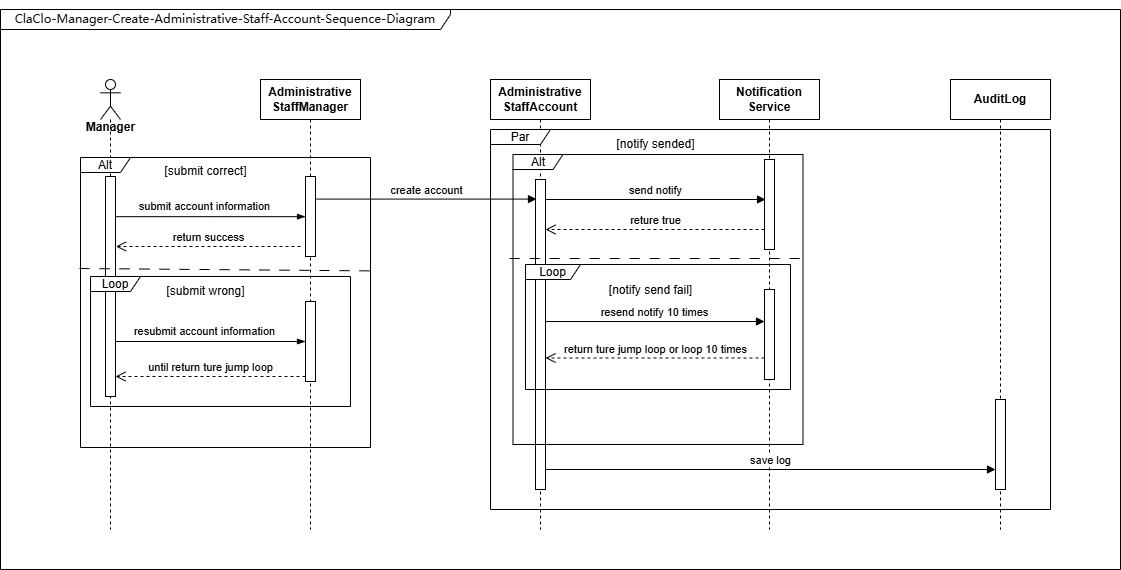 ClaClo-Manager-Create-Administrative-Staff-Account-Sequence-Diagram
Manager
Administrative
StaffManager
Administrative
StaffAccount
Notification
Service
AuditLog
Par
[notify sended]
Alt
[submit correct]
Alt
create account
send notify
submit account information
return success
reture true
Loop
[submit wrong]
Loop
[notify send fail]
resend notify 10 times
resubmit account information
return ture jump loop or loop 10 times
until return ture jump loop
save log